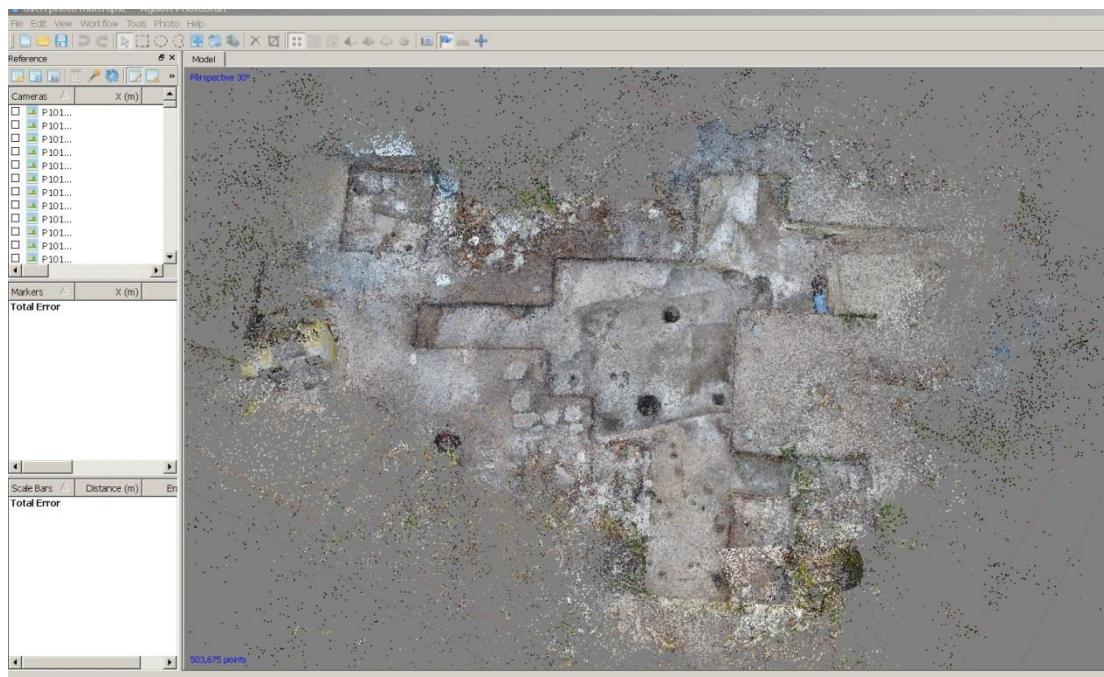 File Edit View Workflow Tools Photo Help
Reference
Model
»
Perspective 30°
Cameras X (m)
P101...
P101...
P101...
P101...
P101...
P101...
P101...
P101...
P101...
P101...
P101...
P101...
Markers X (m)
Total Error
Scale Bars Distance (m) En
Total Error
503,675 points